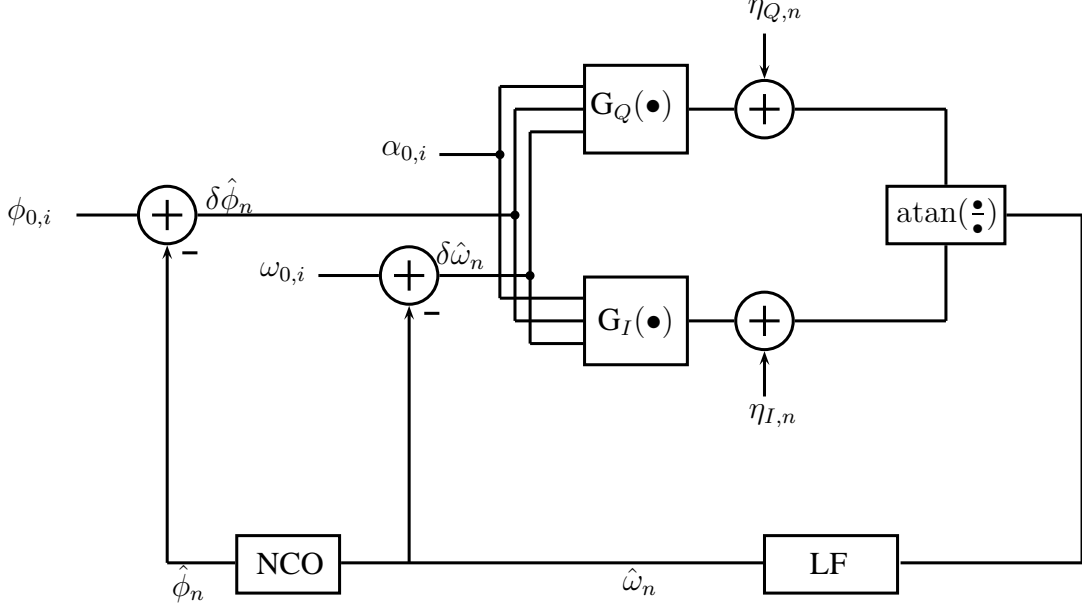 η_{Q,n}
G_Q(●)
α_{0,i}
ϕ_{0,i}
δϕ̂_n
atan(●/●)
ω_{0,i}
δω̂_n
G_I(●)
η_{I,n}
NCO
LF
ϕ̂_n
ω̂_n